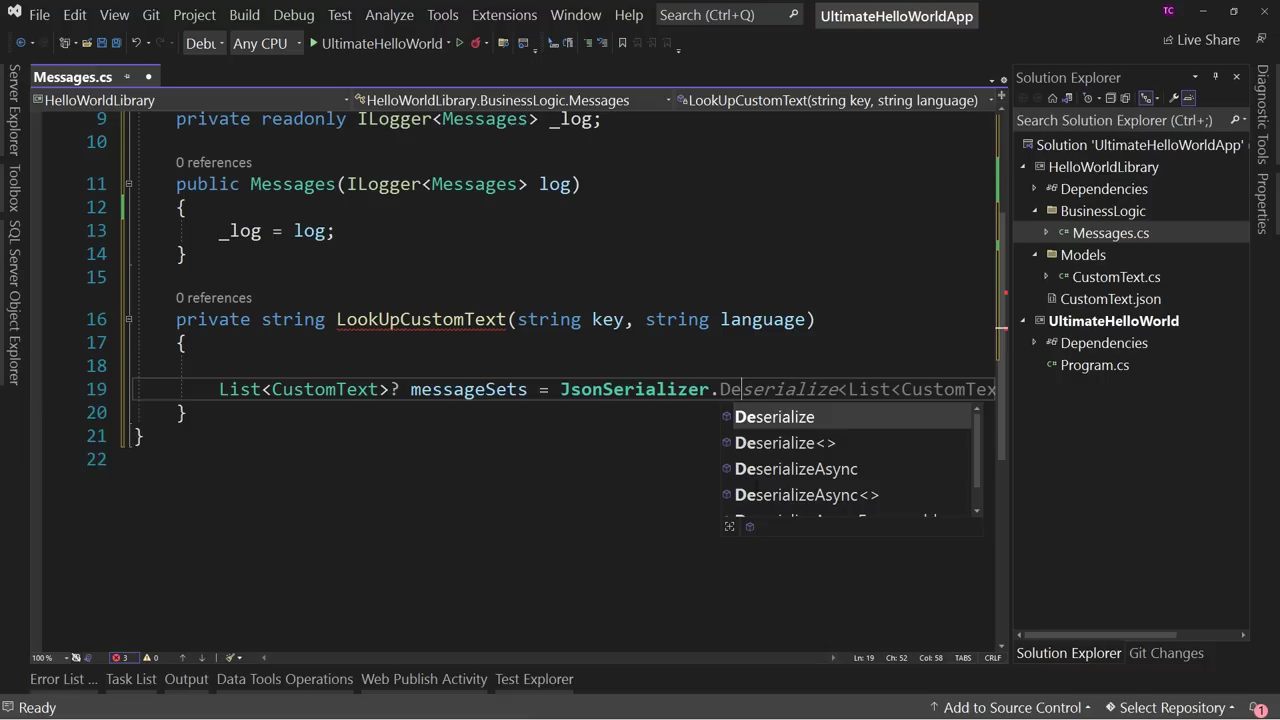 File Edit View Git Project Build Debug Test Analyze Tools Extensions Window Help Search (Ctrl+Q) UltimateHelloWorldApp TC
Debu Any CPU UltimateHelloWorld Live Share
Messages.cs
HelloWorldLibrary HelloWorldLibrary.BusinessLogic.Messages LookUpCustomText(string key, string language)
9 private readonly ILogger<Messages> _log;
10
0 references
11 public Messages(ILogger<Messages> log)
12 {
13 _log = log;
14 }
15
0 references
16 private string LookUpCustomText(string key, string language)
17 {
18
19 List<CustomText>? messageSets = JsonSerializer.Deserialize<List<CustomTex
20 }
21 }
22
Deserialize
Deserialize<>
DeserializeAsync
DeserializeAsync<>
100 % 3 0 Ln: 19 Ch: 52 Col: 58 TABS CRLF
Error List ... Task List Output Data Tools Operations Web Publish Activity Test Explorer
Ready Add to Source Control Select Repository 1
Server Explorer
Toolbox
SQL Server Object Explorer
Solution Explorer
Search Solution Explorer (Ctrl+;)
Solution 'UltimateHelloWorldApp'
HelloWorldLibrary
Dependencies
BusinessLogic
C# Messages.cs
Models
C# CustomText.cs
CustomText.json
UltimateHelloWorld
Dependencies
C# Program.cs
Solution Explorer Git Changes
Diagnostic Tools
Properties